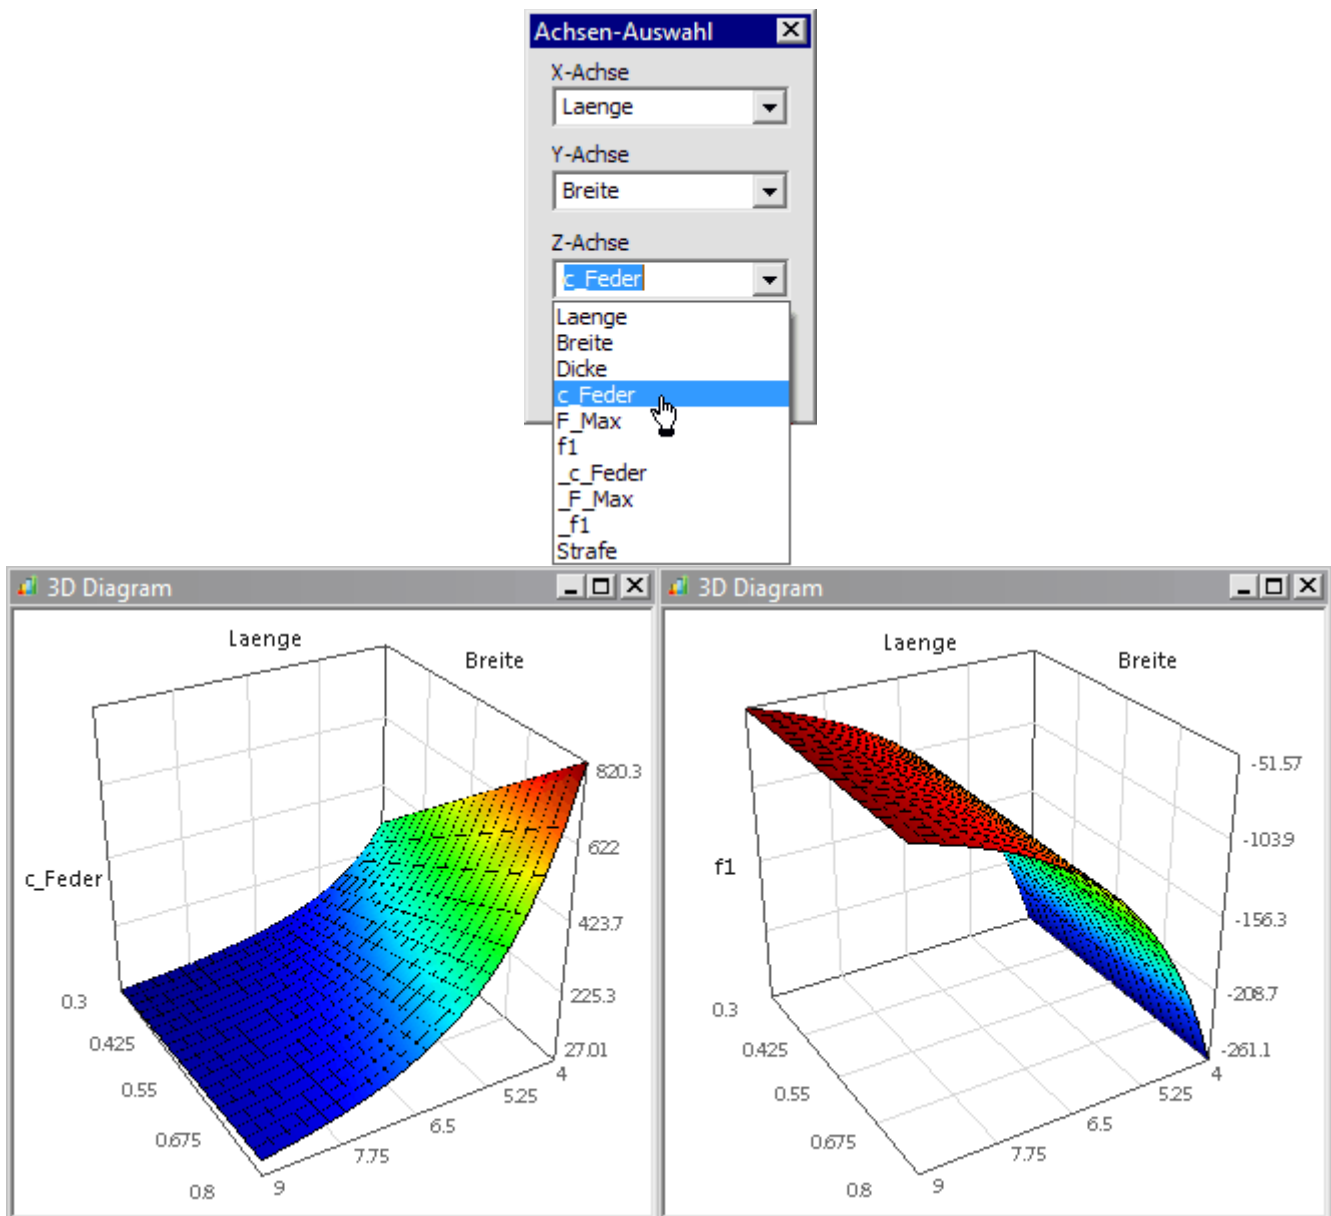 Achsen-Auswahl
X-Achse
Laenge
Y-Achse
Breite
Z-Achse
c_Feder
Laenge
Breite
Dicke
c_Feder
F_Max
f1
_c_Feder
_F_Max
_f1
Strafe
3D Diagram
Laenge
Breite
c_Feder
820.3
622
423.7
225.3
27.01
0.3
0.425
0.55
0.675
0.8
4
5.25
6.5
7.75
9
3D Diagram
Laenge
Breite
f1
-51.57
-103.9
-156.3
-208.7
-261.1
0.3
0.425
0.55
0.675
0.8
4
5.25
6.5
7.75
9